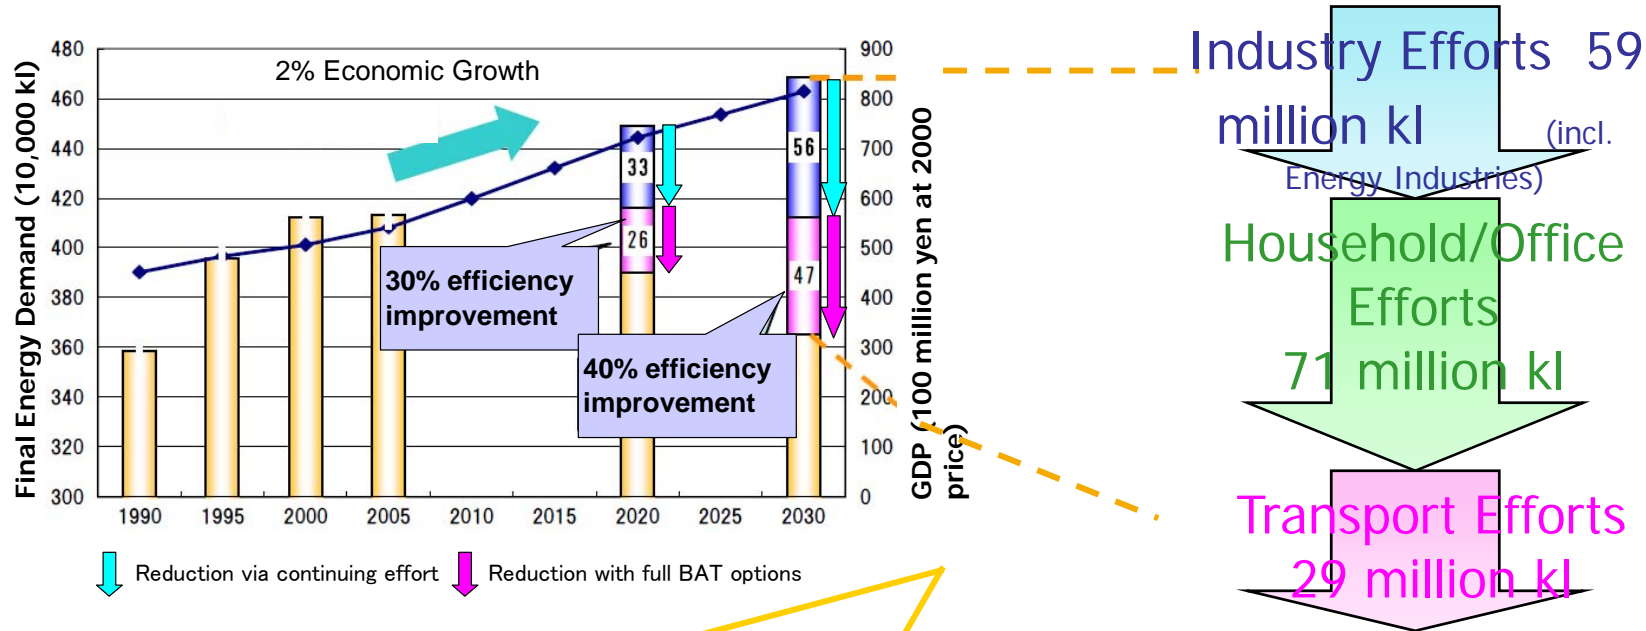 2% Economic Growth
Final Energy Demand (10,000 kl)
480
460
440
420
400
380
360
340
320
300
900
800
700
600
500
400
300
200
100
0
GDP (100 million yen at 2000
price)
33
26
56
47
30% efficiency
improvement
40% efficiency
improvement
1990 1995 2000 2005 2010 2015 2020 2025 2030
Reduction via continuing effort
Reduction with full BAT options
Industry Efforts 59
million kl (incl.
Energy Industries)
Household/Office
Efforts
71 million kl
Transport Efforts
29 million kl